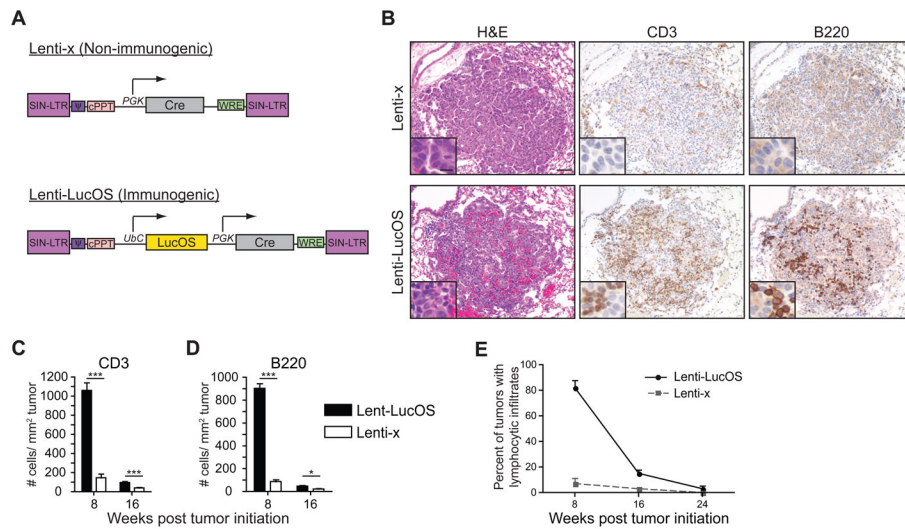 A
Lenti-x (Non-immunogenic)
SIN-LTR Ψ cPPT PGK Cre WRE SIN-LTR
Lenti-LucOS (Immunogenic)
SIN-LTR Ψ cPPT UbC LucOS PGK Cre WRE SIN-LTR
B
H&E CD3 B220
Lenti-x
Lenti-LucOS
C
CD3
# cells/ mm² tumor
1200
1000
800
600
400
200
0
***
***
8 16
D
B220
# cells/ mm² tumor
1000
800
600
400
200
0
***
*
8 16
Lent-LucOS
Lenti-x
Weeks post tumor initiation
E
Percent of tumors with
lymphocytic infiltrates
100
80
60
40
20
0
8 16 24
Lenti-LucOS
Lenti-x
Weeks post tumor initiation